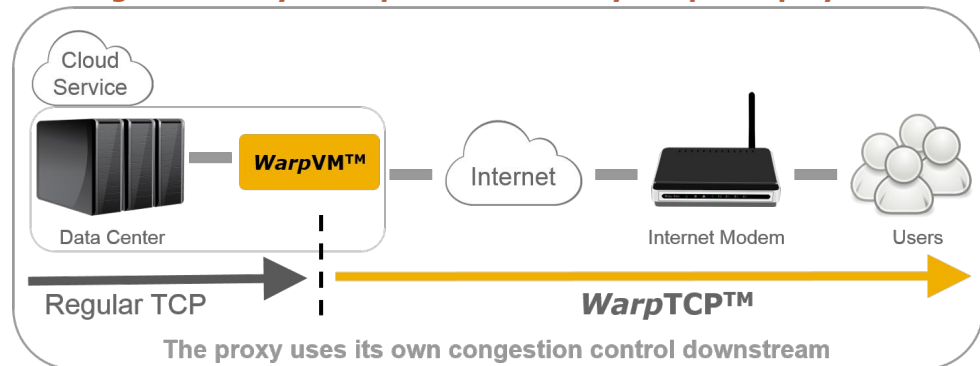 Cloud
Service
WarpVM™
Internet
Data Center
Internet Modem
Users
Regular TCP
WarpTCP™
The proxy uses its own congestion control downstream